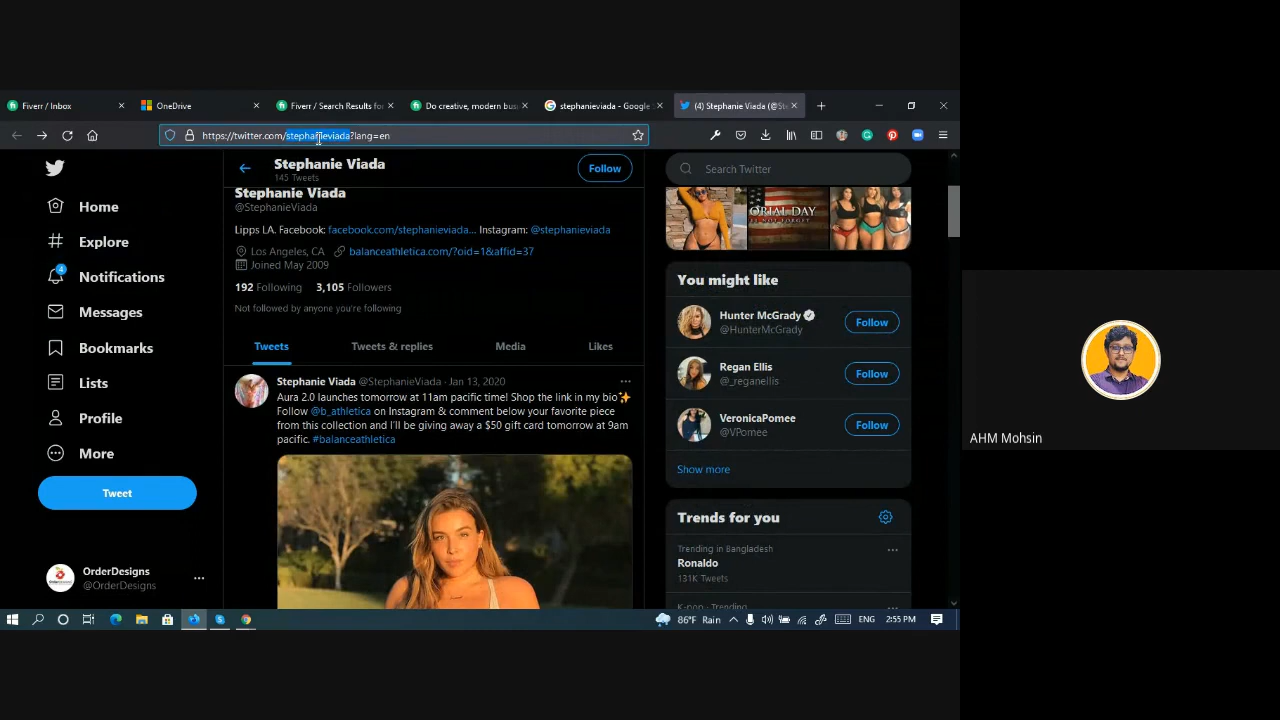 Fiverr / Inbox
OneDrive
Fiverr / Search Results for
Do creative, modern bus
stephanieviada - Google
(4) Stephanie Viada (@St
https://twitter.com/stephanieviada?lang=en
Stephanie Viada
145 Tweets
Follow
Search Twitter
Home
Explore
4
Notifications
Messages
Bookmarks
Lists
Profile
More
Tweet
OrderDesigns
@OrderDesigns
Stephanie Viada
@StephanieViada
Lipps LA. Facebook: facebook.com/stephanieviada... Instagram: @stephanieviada
Los Angeles, CA balanceathletica.com/?oid=1&affid=37
Joined May 2009
192 Following 3,105 Followers
Not followed by anyone you're following
Tweets
Tweets & replies
Media
Likes
Stephanie Viada @StephanieViada · Jan 13, 2020
Aura 2.0 launches tomorrow at 11am pacific time! Shop the link in my bio✨
Follow @b_athletica on Instagram & comment below your favorite piece
from this collection and I'll be giving away a $50 gift card tomorrow at 9am
pacific. #balanceathletica
ORIAL DAY
You might like
Hunter McGrady
@HunterMcGrady
Follow
Regan Ellis
@_reganellis
Follow
VeronicaPomee
@VPomee
Follow
Show more
Trends for you
Trending in Bangladesh
Ronaldo
131K Tweets
K-pop · Trending
86°F Rain
ENG
2:55 PM
AHM Mohsin